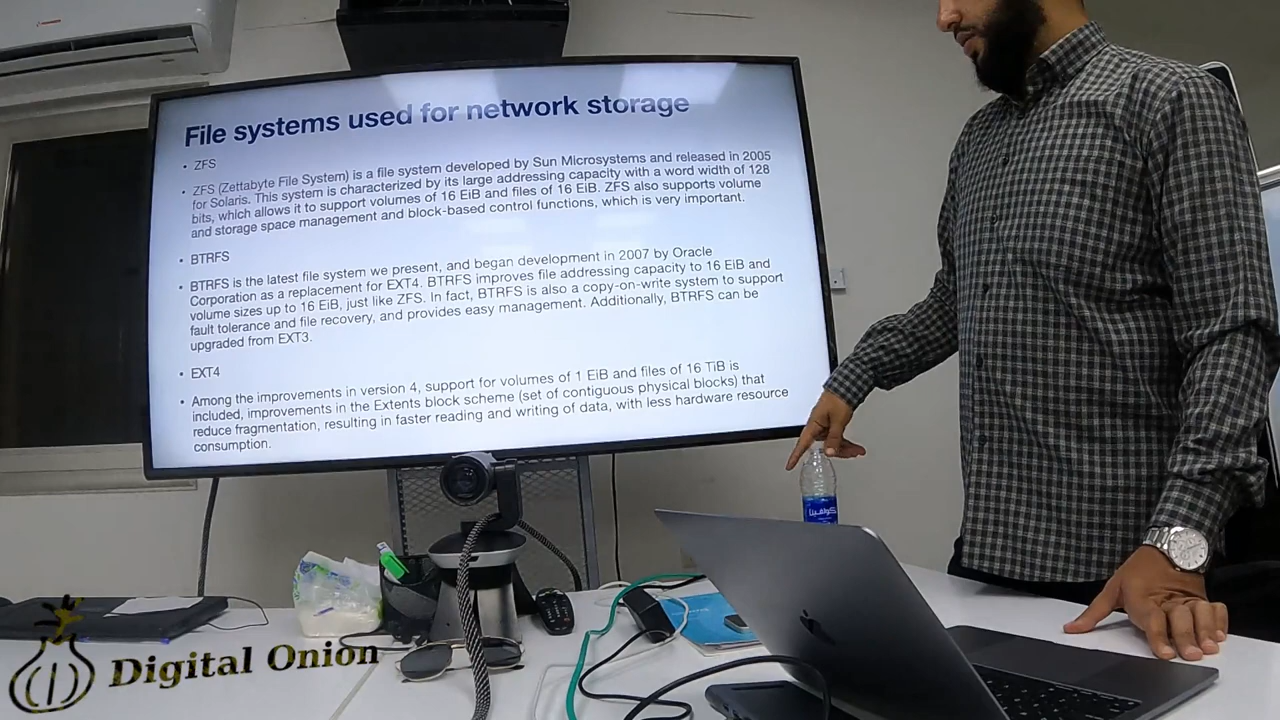 File systems used for network storage
• ZFS
• ZFS (Zettabyte File System) is a file system developed by Sun Microsystems and released in 2005
for Solaris. This system is characterized by its large addressing capacity with a word width of 128
bits, which allows it to support volumes of 16 EiB and files of 16 EiB. ZFS also supports volume
and storage space management and block-based control functions, which is very important.
• BTRFS
• BTRFS is the latest file system we present, and began development in 2007 by Oracle
Corporation as a replacement for EXT4. BTRFS improves file addressing capacity to 16 EiB and
volume sizes up to 16 EiB, just like ZFS. In fact, BTRFS is also a copy-on-write system to support
fault tolerance and file recovery, and provides easy management. Additionally, BTRFS can be
upgraded from EXT3.
• EXT4
• Among the improvements in version 4, support for volumes of 1 EiB and files of 16 TiB is
included, improvements in the Extents block scheme (set of contiguous physical blocks) that
reduce fragmentation, resulting in faster reading and writing of data, with less hardware resource
consumption.
Digital Onion